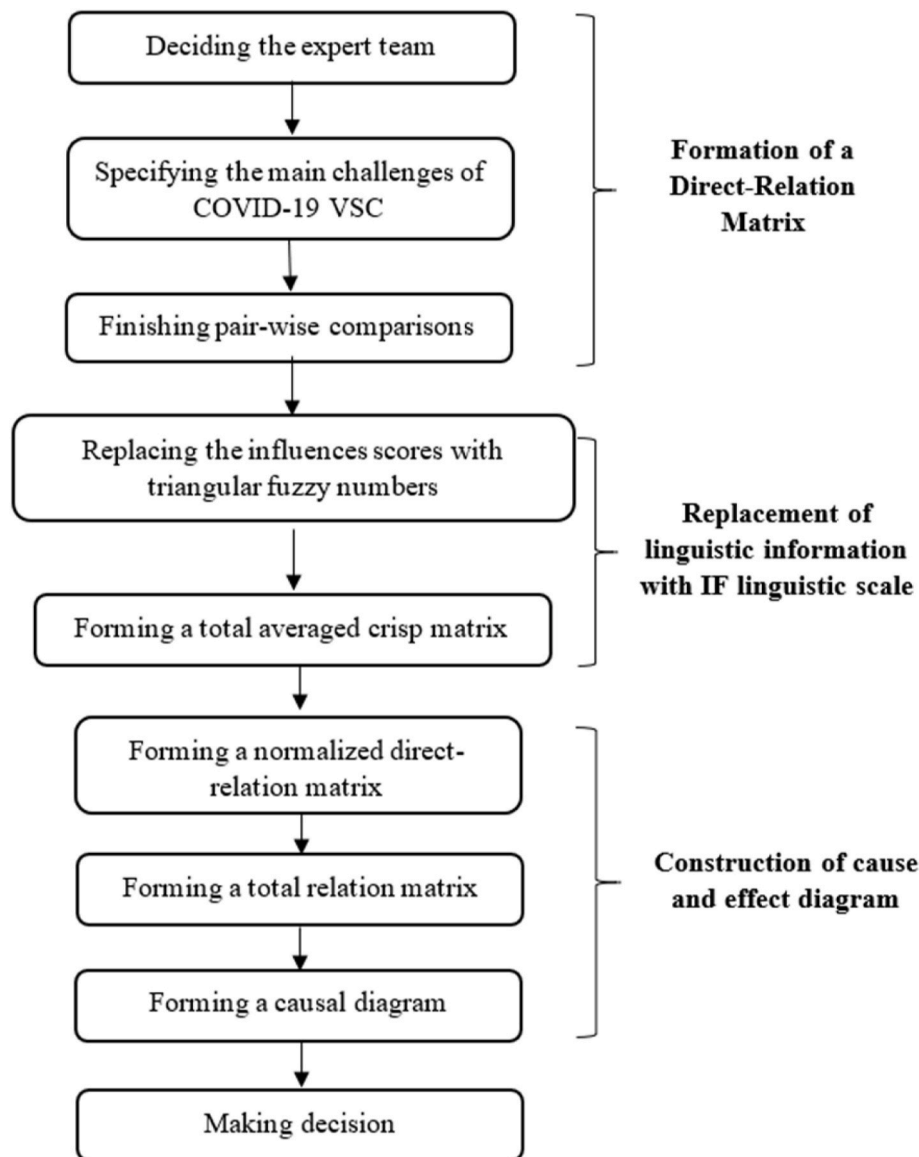 Deciding the expert team
Specifying the main challenges of
COVID-19 VSC
Finishing pair-wise comparisons
Formation of a
Direct-Relation
Matrix
Replacing the influences scores with
triangular fuzzy numbers
Forming a total averaged crisp matrix
Replacement of
linguistic information
with IF linguistic scale
Forming a normalized direct-
relation matrix
Forming a total relation matrix
Forming a causal diagram
Construction of cause
and effect diagram
Making decision